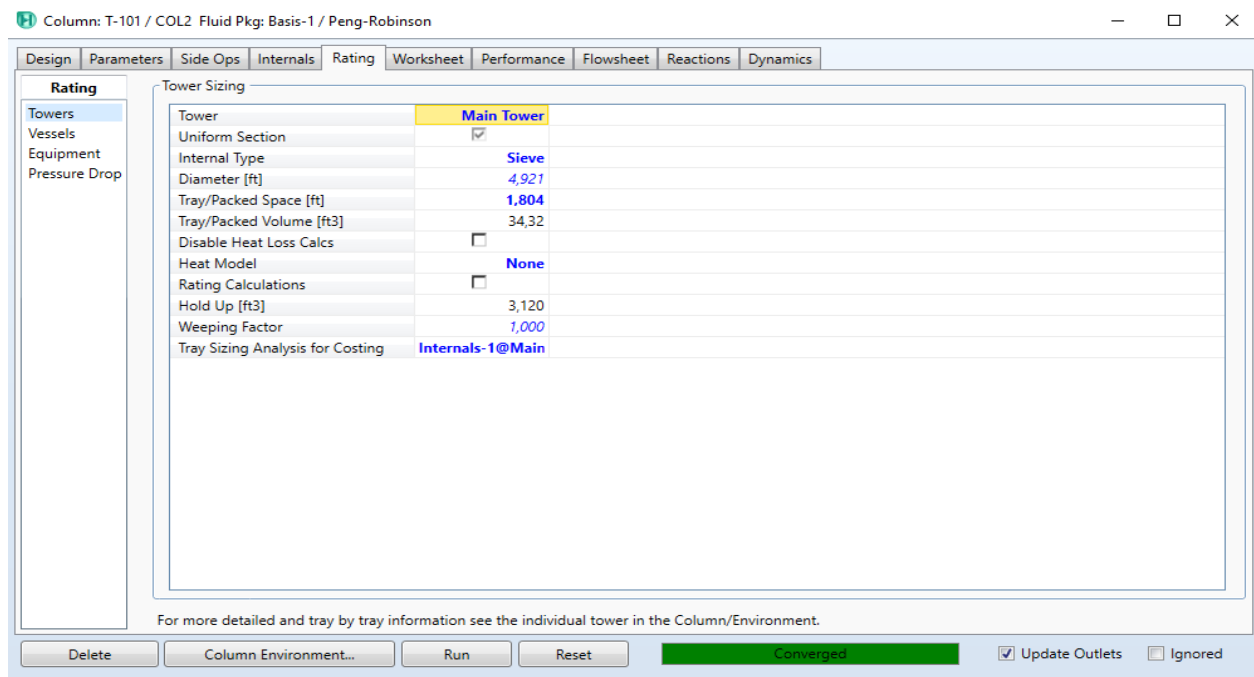 Column: T-101 / COL2 Fluid Pkg: Basis-1 / Peng-Robinson
Design Parameters Side Ops Internals Rating Worksheet Performance Flowsheet Reactions Dynamics
Rating
Towers
Vessels
Equipment
Pressure Drop
Tower Sizing
Tower Main Tower
Uniform Section
Internal Type Sieve
Diameter [ft] 4,921
Tray/Packed Space [ft] 1,804
Tray/Packed Volume [ft3] 34,32
Disable Heat Loss Calcs
Heat Model None
Rating Calculations
Hold Up [ft3] 3,120
Weeping Factor 1,000
Tray Sizing Analysis for Costing Internals-1@Main
For more detailed and tray by tray information see the individual tower in the Column/Environment.
Delete Column Environment... Run Reset Converged Update Outlets Ignored